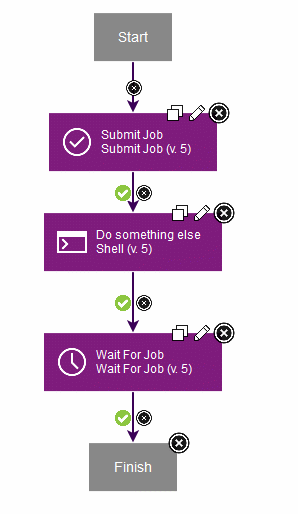 Start
Submit Job
Submit Job (v. 5)
Do something else
Shell (v. 5)
Wait For Job
Wait For Job (v. 5)
Finish